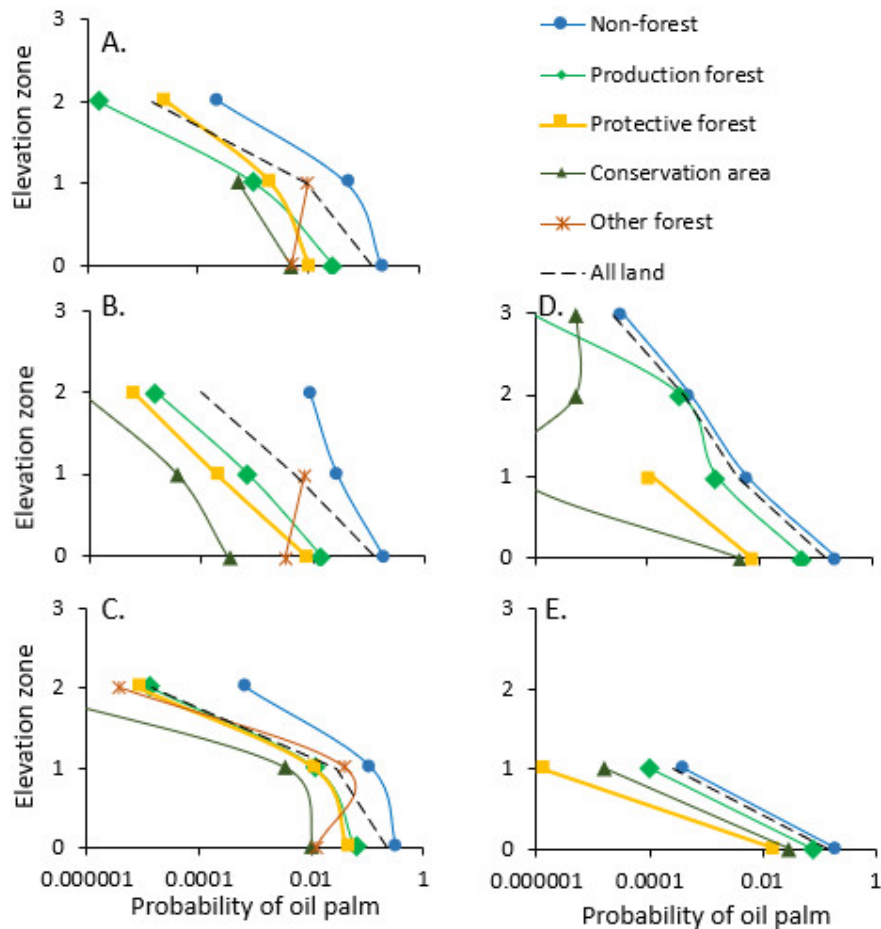 A.
3
2
1
0
Elevation zone
Non-forest
Production forest
Protective forest
Conservation area
Other forest
All land
B.
3
2
1
0
Elevation zone
D.
3
2
1
0
C.
3
2
1
0
Elevation zone
0.000001 0.0001 0.01 1
Probability of oil palm
E.
3
2
1
0
0.000001 0.0001 0.01 1
Probability of oil palm